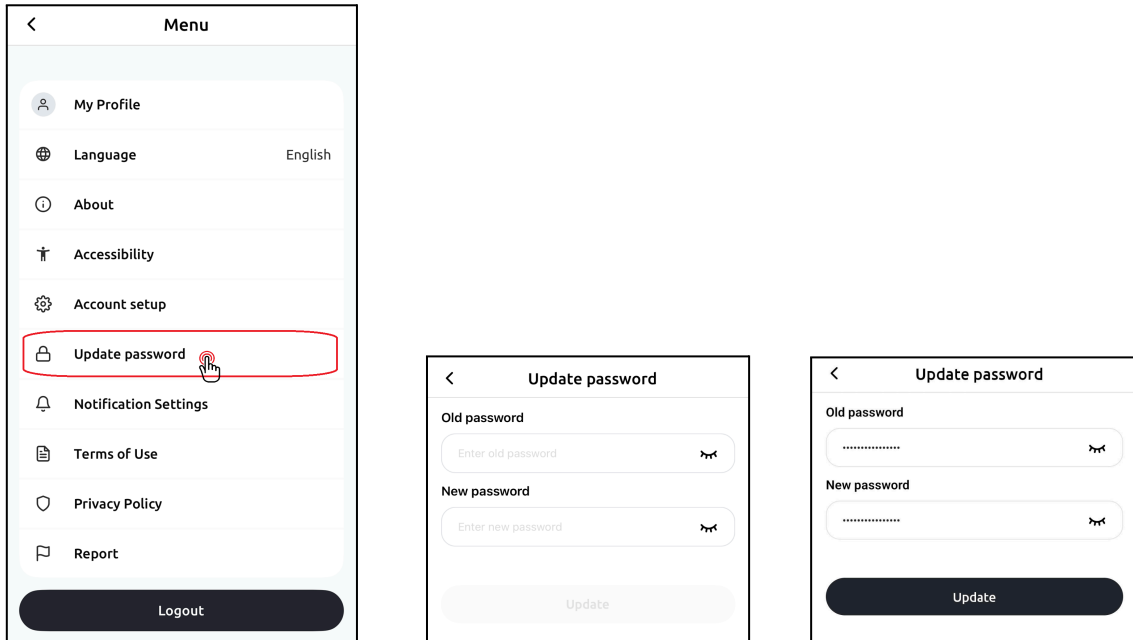 Menu
My Profile
Language English
About
Accessibility
Account setup
Update password
Notification Settings
Terms of Use
Privacy Policy
Report
Logout
Update password
Old password
Enter old password
New password
Enter new password
Update
Update password
Old password
•••••••••••••••
New password
•••••••••••••••
Update